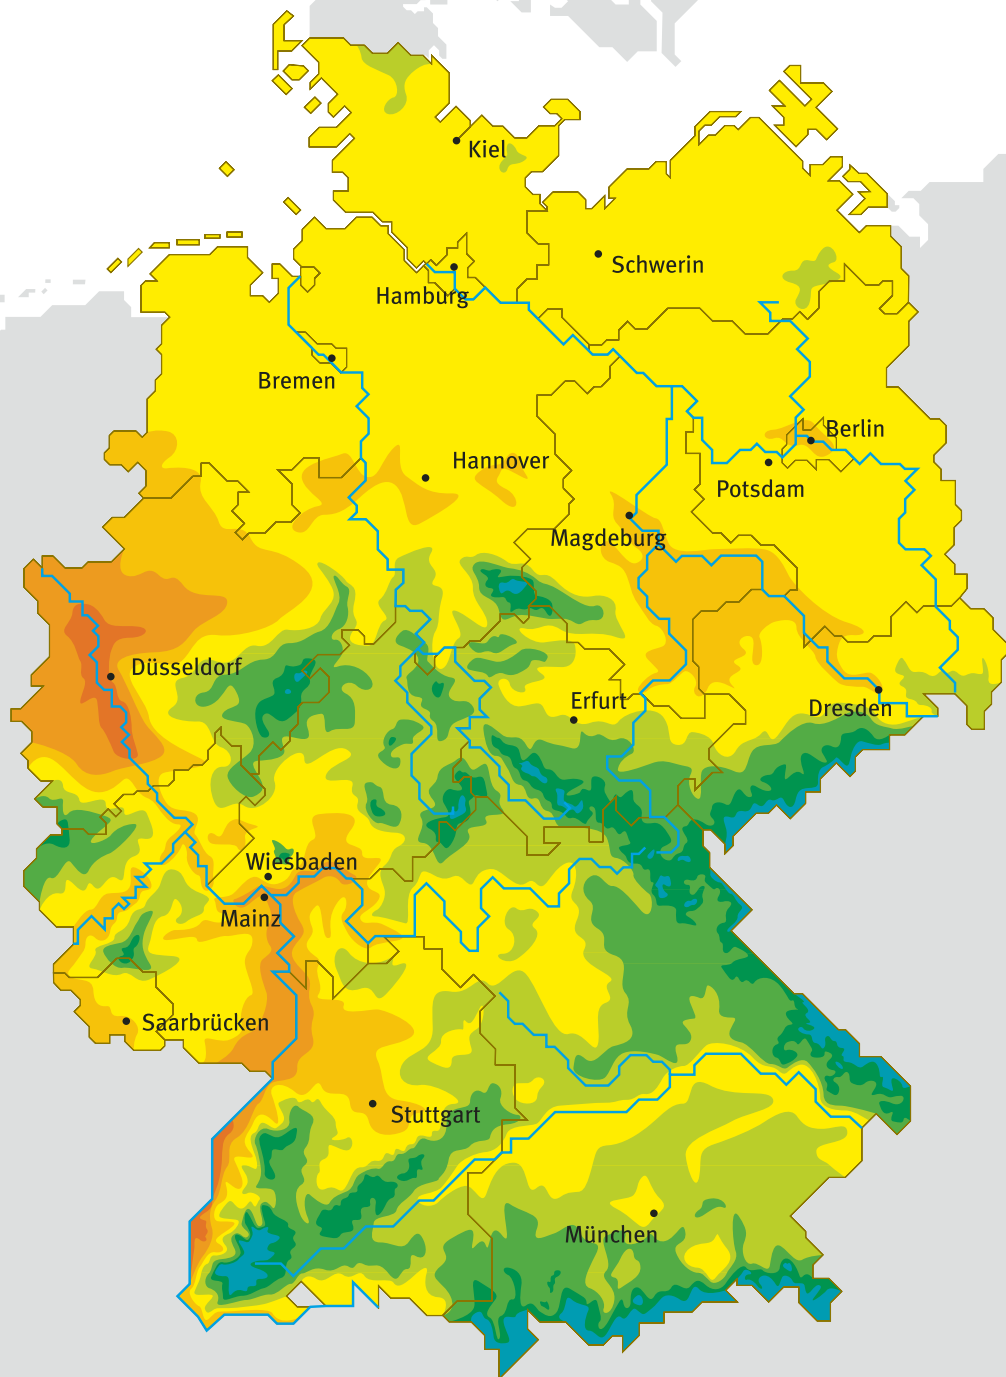 Kiel
Schwerin
Hamburg
Bremen
Berlin
Hannover
Potsdam
Magdeburg
Düsseldorf
Erfurt
Dresden
Wiesbaden
Mainz
Saarbrücken
Stuttgart
München